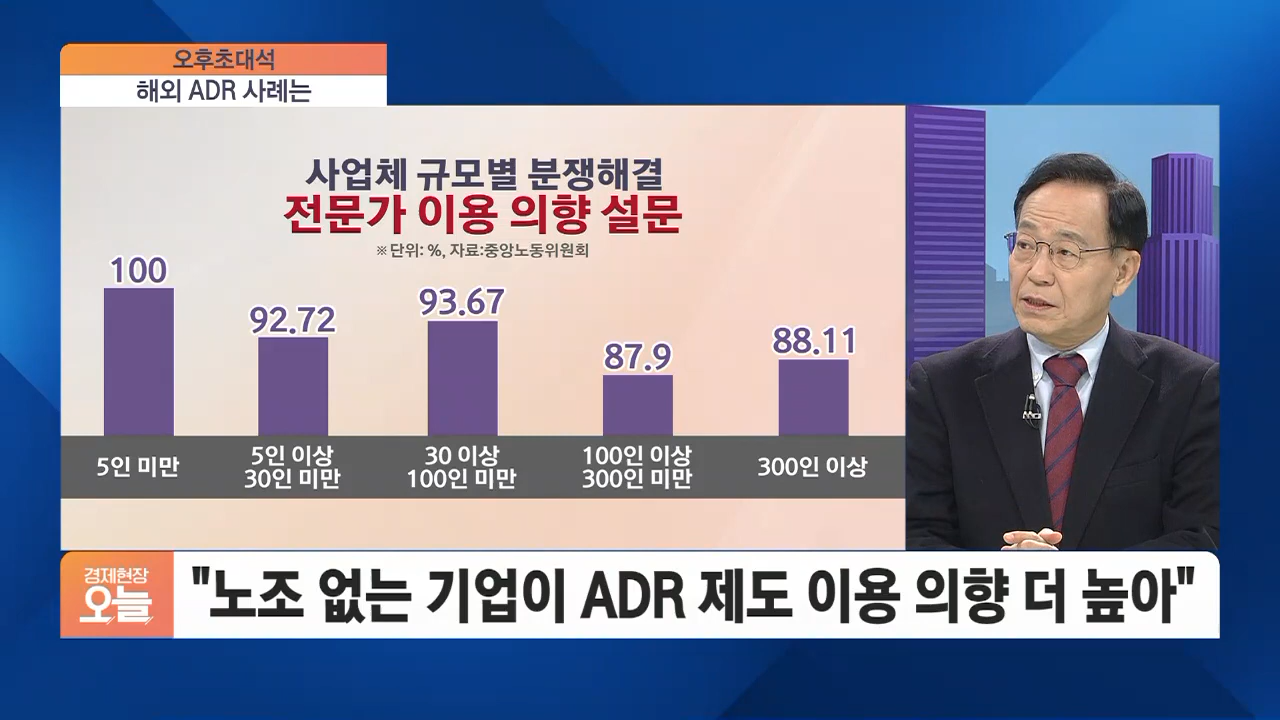 오후초대석
해외 ADR 사례는
사업체 규모별 분쟁해결
전문가 이용 의향 설문
※ 단위: %, 자료:중앙노동위원회
100
92.72
93.67
87.9
88.11
5인 미만
5인 이상
30인 미만
30 이상
100인 미만
100인 이상
300인 미만
300인 이상
경제현장
오늘
"노조 없는 기업이 ADR 제도 이용 의향 더 높아"